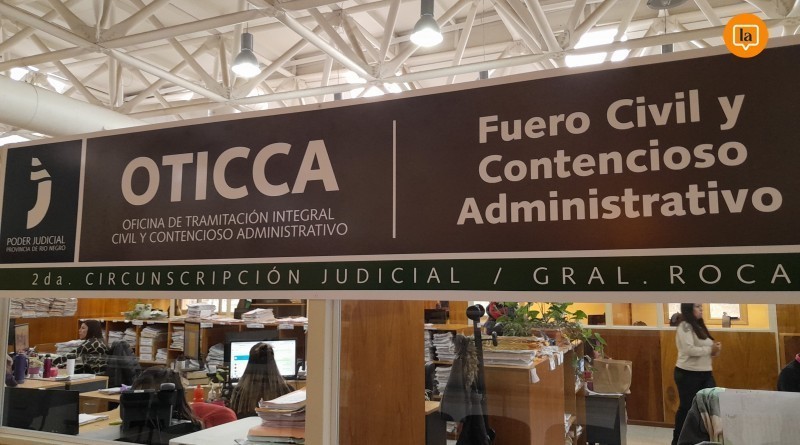 la
OTICCA
OFICINA DE TRAMITACIÓN INTEGRAL
CIVIL Y CONTENCIOSO ADMINISTRATIVO
Fuero Civil y
Contencioso
Administrativo
PODER JUDICIAL
PROVINCIA DE RIO NEGRO
2da. CIRCUNSCRIPCIÓN JUDICIAL / GRAL. ROCA